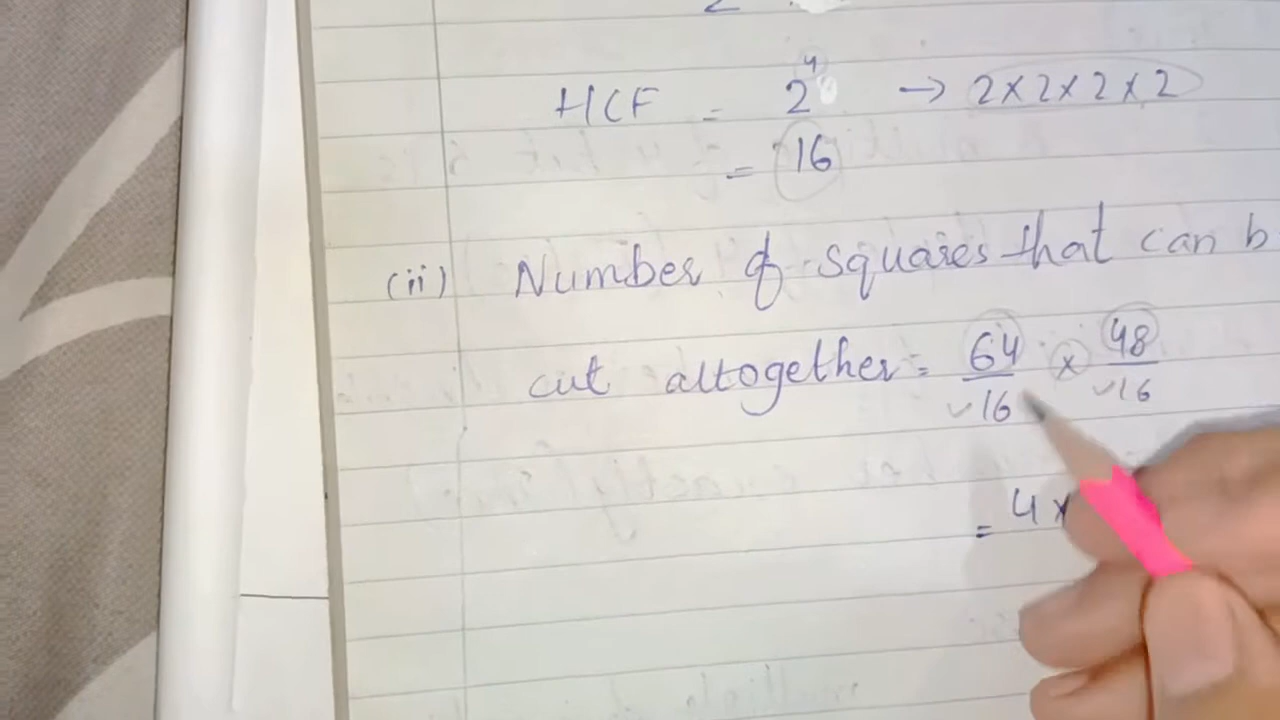 HCF = 2⁴ → 2×2×2×2
= 16
(ii) Number of squares that can b
cut altogether = 64/16 × 48/16
= 4 ×